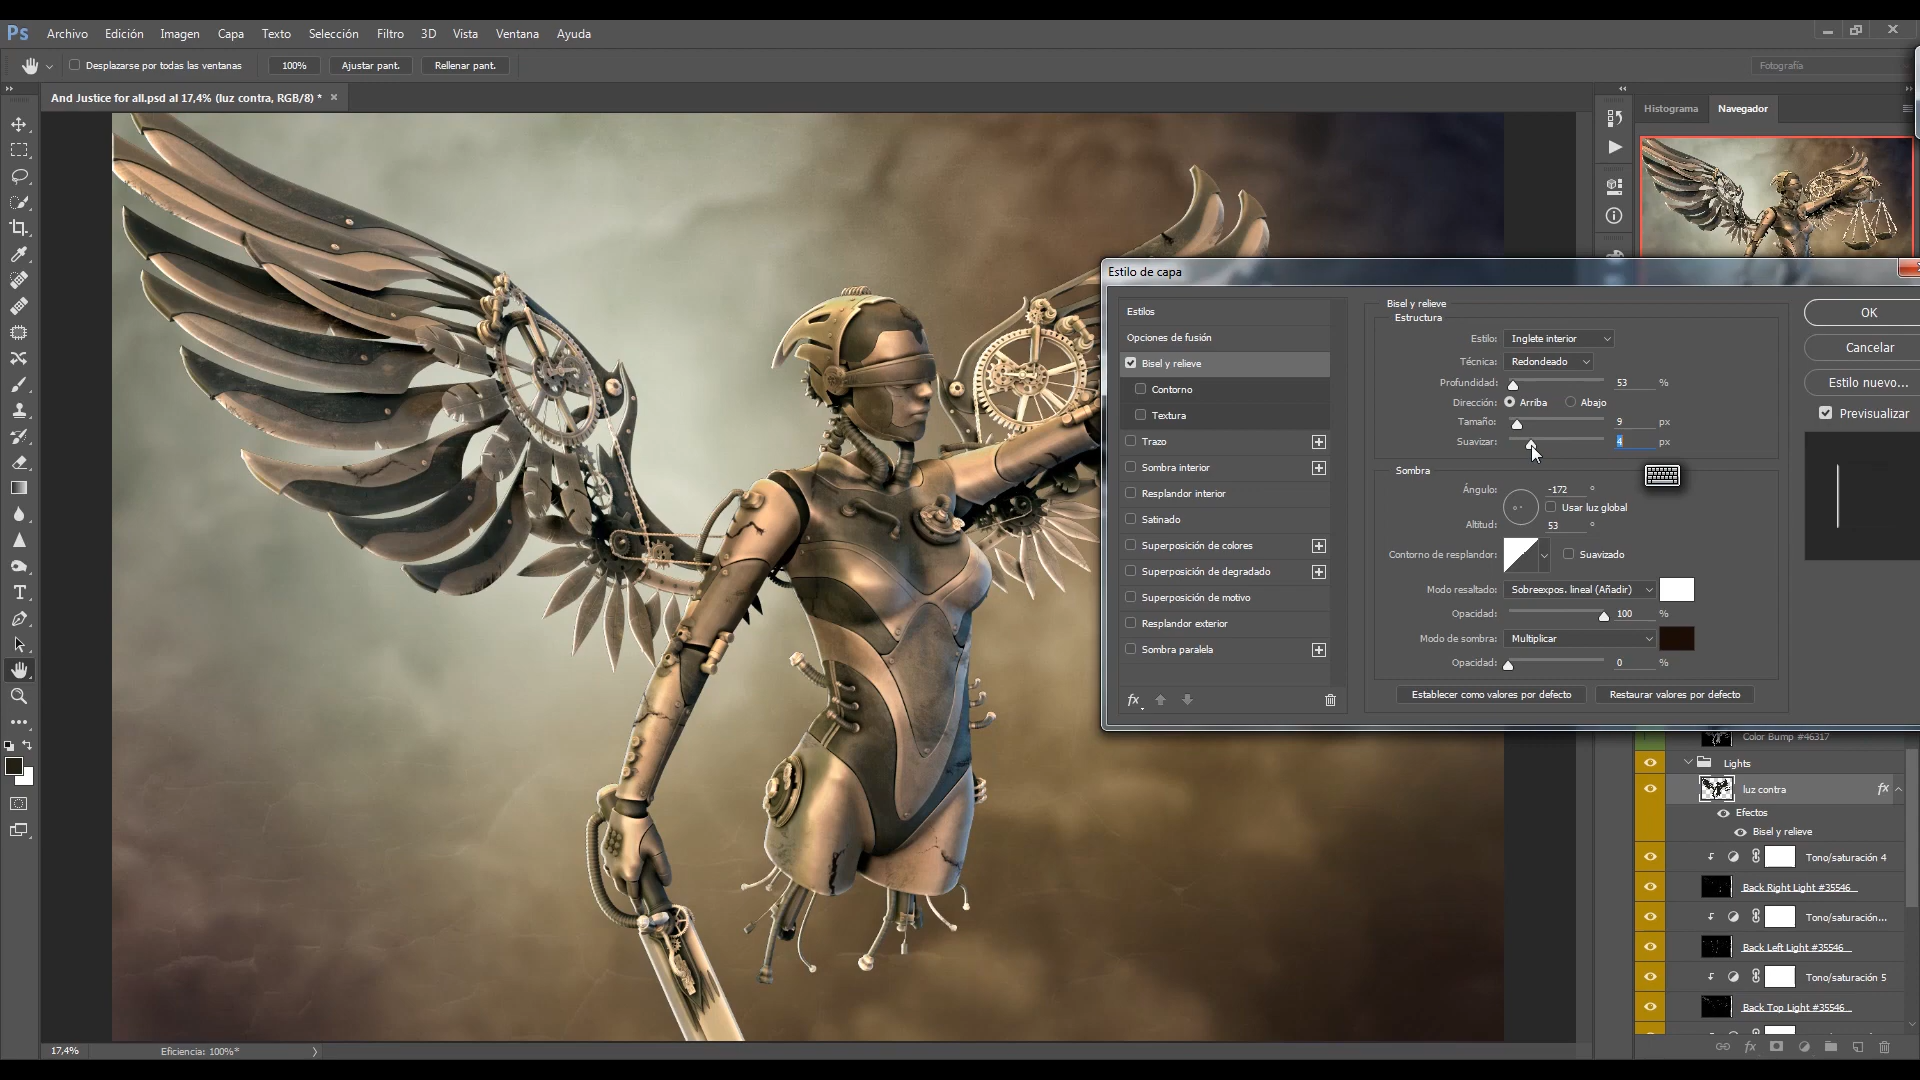 Ps Archivo Edición Imagen Capa Texto Selección Filtro 3D Vista Ventana Ayuda
Desplazarse por todas las ventanas 100% Ajustar pant. Rellenar pant. Fotografía
And Justice for all.psd al 17,4% (luz contra, RGB/8) *
Histograma Navegador
Estilo de capa
Estilos
Opciones de fusión
Bisel y relieve
Contorno
Textura
Trazo
Sombra interior
Resplandor interior
Satinado
Superposición de colores
Superposición de degradado
Superposición de motivo
Resplandor exterior
Sombra paralela
fx
Bisel y relieve
Estructura
Estilo: Inglete interior
Técnica: Redondeado
Profundidad: 53 %
Dirección: Arriba Abajo
Tamaño: 9 px
Suavizar: 4 px
Sombra
Ángulo: -172 °
Usar luz global
Altitud: 53 °
Contorno de resplandor: Suavizado
Modo resaltado: Sobreexpos. lineal (Añadir)
Opacidad: 100 %
Modo de sombra: Multiplicar
Opacidad: 0 %
Establecer como valores por defecto Restaurar valores por defecto
OK
Cancelar
Estilo nuevo...
Previsualizar
Color Bump #46317
Lights
luz contra fx
Efectos
Bisel y relieve
Tono/saturación 4
Back Right Light #35546
Tono/saturación...
Back Left Light #35546
Tono/saturación 5
Back Top Light #35546
fx
17,4% Eficiencia: 100%*